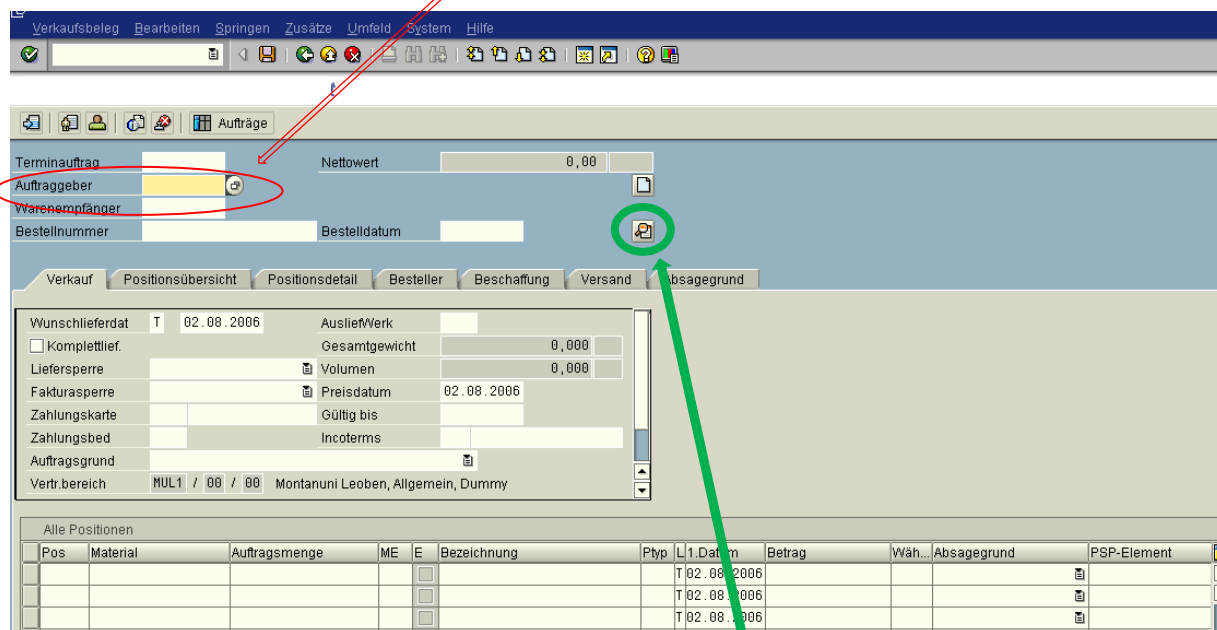 Verkaufsbeleg Bearbeiten Springen Zusätze Umfeld System Hilfe
Aufträge
Terminauftrag Nettowert 0,00
Auftraggeber
Warenempfänger
Bestellnummer Bestelldatum
Verkauf Positionsübersicht Positionsdetail Besteller Beschaffung Versand Absagegrund
Wunschlieferdat T 02.08.2006 AusliefWerk
Komplettlief. Gesamtgewicht 0,000
Liefersperre Volumen 0,000
Fakturasperre Preisdatum 02.08.2006
Zahlungskarte Gültig bis
Zahlungsbed Incoterms
Auftragsgrund
Vertr.bereich MUL1 / 00 / 00 Montanuni Leoben, Allgemein, Dummy
Alle Positionen
Pos Material Auftragsmenge ME E Bezeichnung Ptyp L 1.Datum Betrag Wäh... Absagegrund PSP-Element
T 02.08.2006
T 02.08.2006
T 02.08.2006